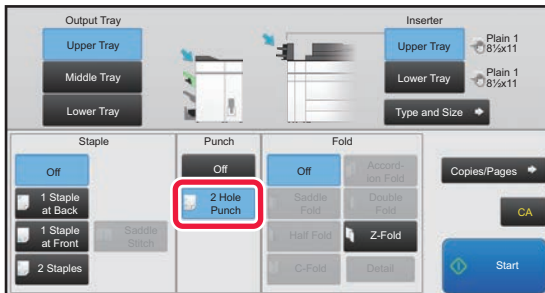 Output Tray
Upper Tray
Middle Tray
Lower Tray
Inserter
Upper Tray
Plain 1
8½x11
Lower Tray
Plain 1
8½x11
Type and Size
Staple
Off
1 Staple
at Back
1 Staple
at Front
Saddle
Stitch
2 Staples
Punch
Off
2 Hole
Punch
Fold
Off
Accord-
ion Fold
Saddle
Fold
Double
Fold
Half Fold
Z-Fold
C-Fold
Detail
Copies/Pages
CA
Start